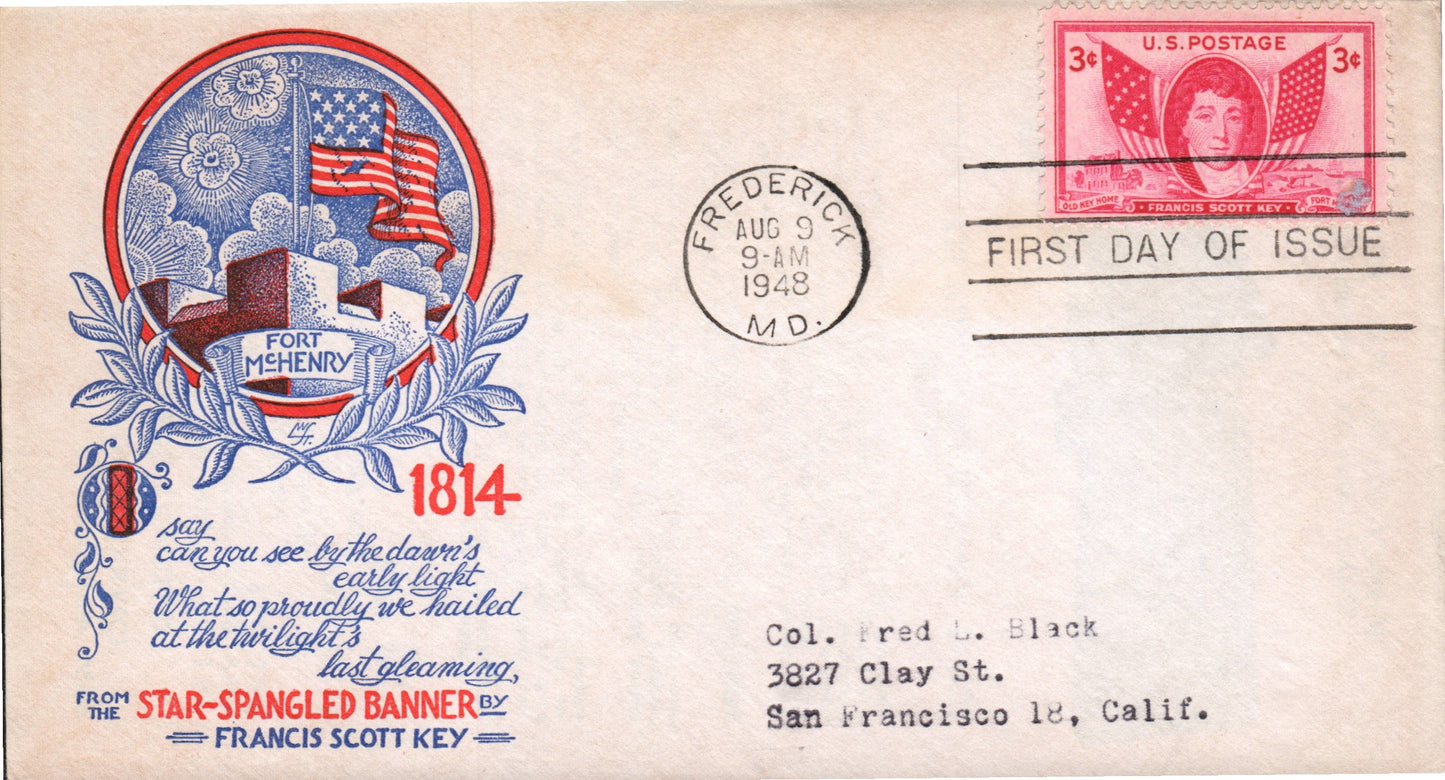 U.S. POSTAGE
3¢ 3¢
OLD KEY HOME · FRANCIS SCOTT KEY · FORT
FREDERICK
AUG 9
9-AM
1948
MD.
FIRST DAY OF ISSUE
FORT
McHENRY
1814
O say
can you see by the dawn's
early light
What so proudly we hailed
at the twilight's
last gleaming,
FROM THE STAR-SPANGLED BANNER BY
FRANCIS SCOTT KEY
Col. Fred L. Black
3827 Clay St.
San Francisco 18, Calif.